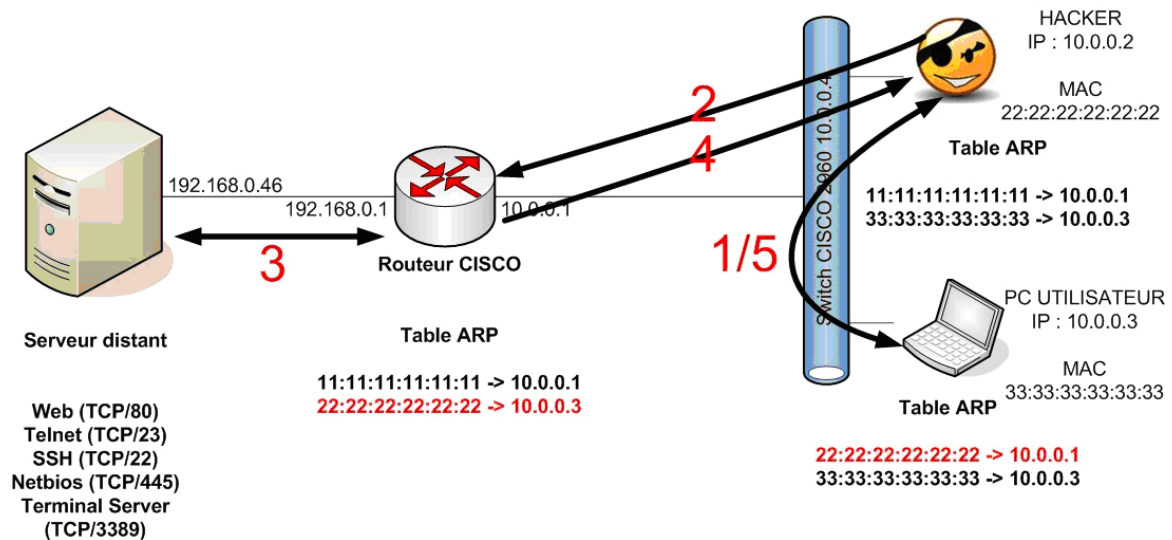 HACKER
IP : 10.0.0.2
MAC
22:22:22:22:22:22
Table ARP
11:11:11:11:11:11 -> 10.0.0.1
33:33:33:33:33:33 -> 10.0.0.3
2
4
1/5
3
Switch CISCO 2960 10.0.0.4
192.168.0.46
192.168.0.1
10.0.0.1
Routeur CISCO
Table ARP
11:11:11:11:11:11 -> 10.0.0.1
22:22:22:22:22:22 -> 10.0.0.3
PC UTILISATEUR
IP : 10.0.0.3
MAC
33:33:33:33:33:33
Table ARP
22:22:22:22:22:22 -> 10.0.0.1
33:33:33:33:33:33 -> 10.0.0.3
Serveur distant
Web (TCP/80)
Telnet (TCP/23)
SSH (TCP/22)
Netbios (TCP/445)
Terminal Server
(TCP/3389)